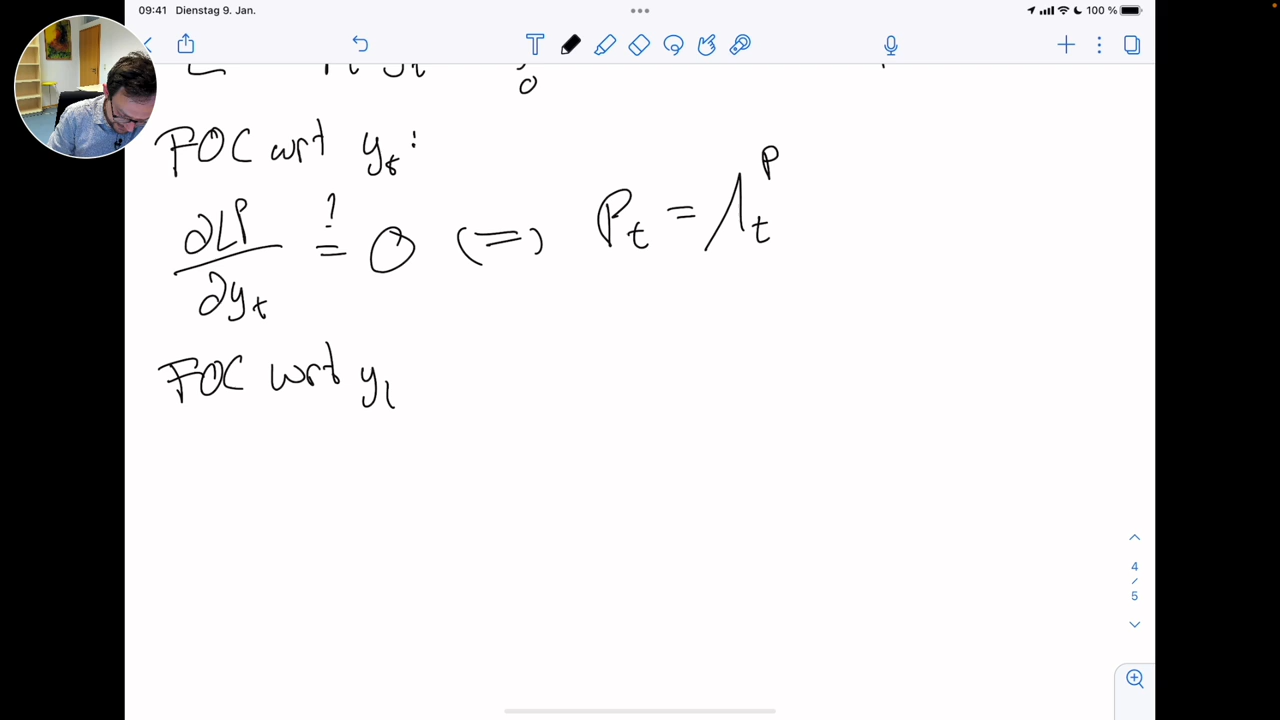 09:41 Dienstag 9. Jan. 100 %
T
FOC wrt y_t:
∂L^P / ∂y_t =^? 0 (=) P_t = Λ_t^P
FOC wrt y_l
4
/
5